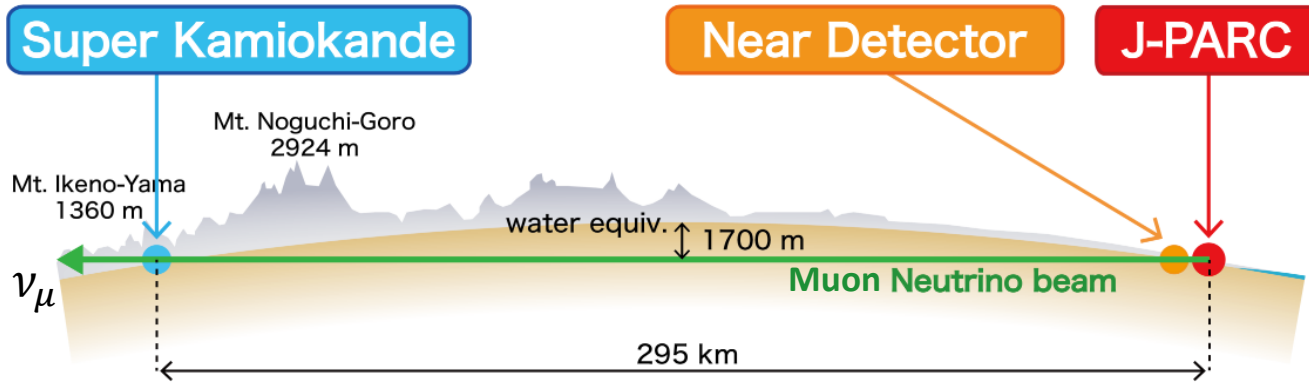 Super Kamiokande
Near Detector
J-PARC
Mt. Noguchi-Goro
2924 m
Mt. Ikeno-Yama
1360 m
water equiv.
1700 m
νμ
Muon Neutrino beam
295 km